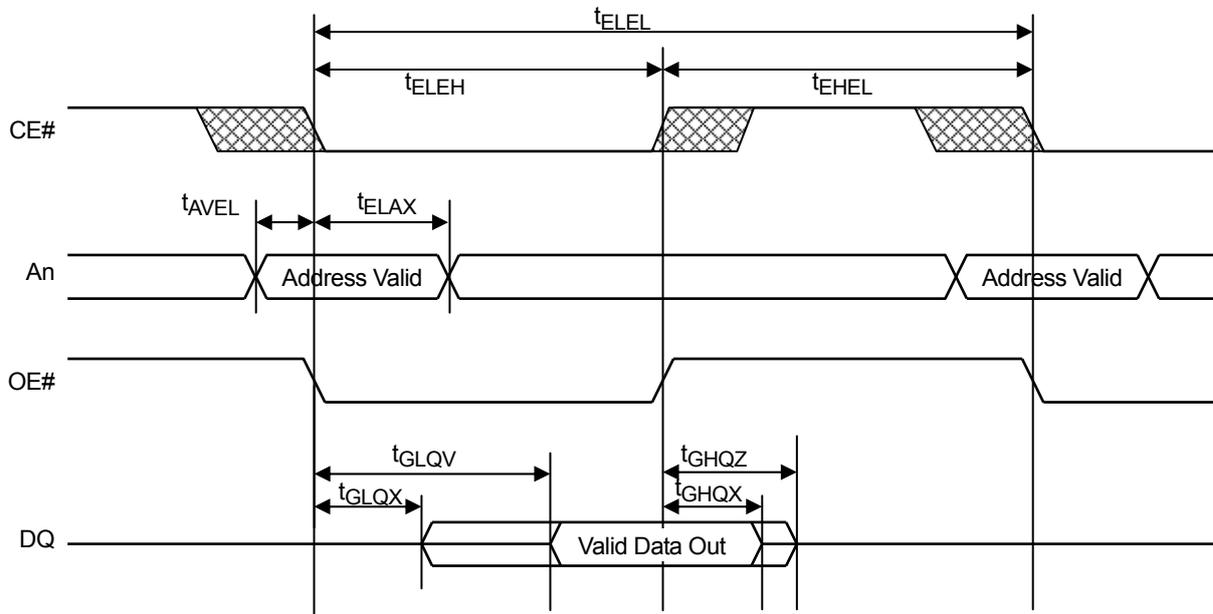 tELEL
tELEH tEHEL
CE#
tAVEL tELAX
An Address Valid Address Valid
OE#
tGLQV tGHQZ
tGLQX tGHQX
DQ Valid Data Out